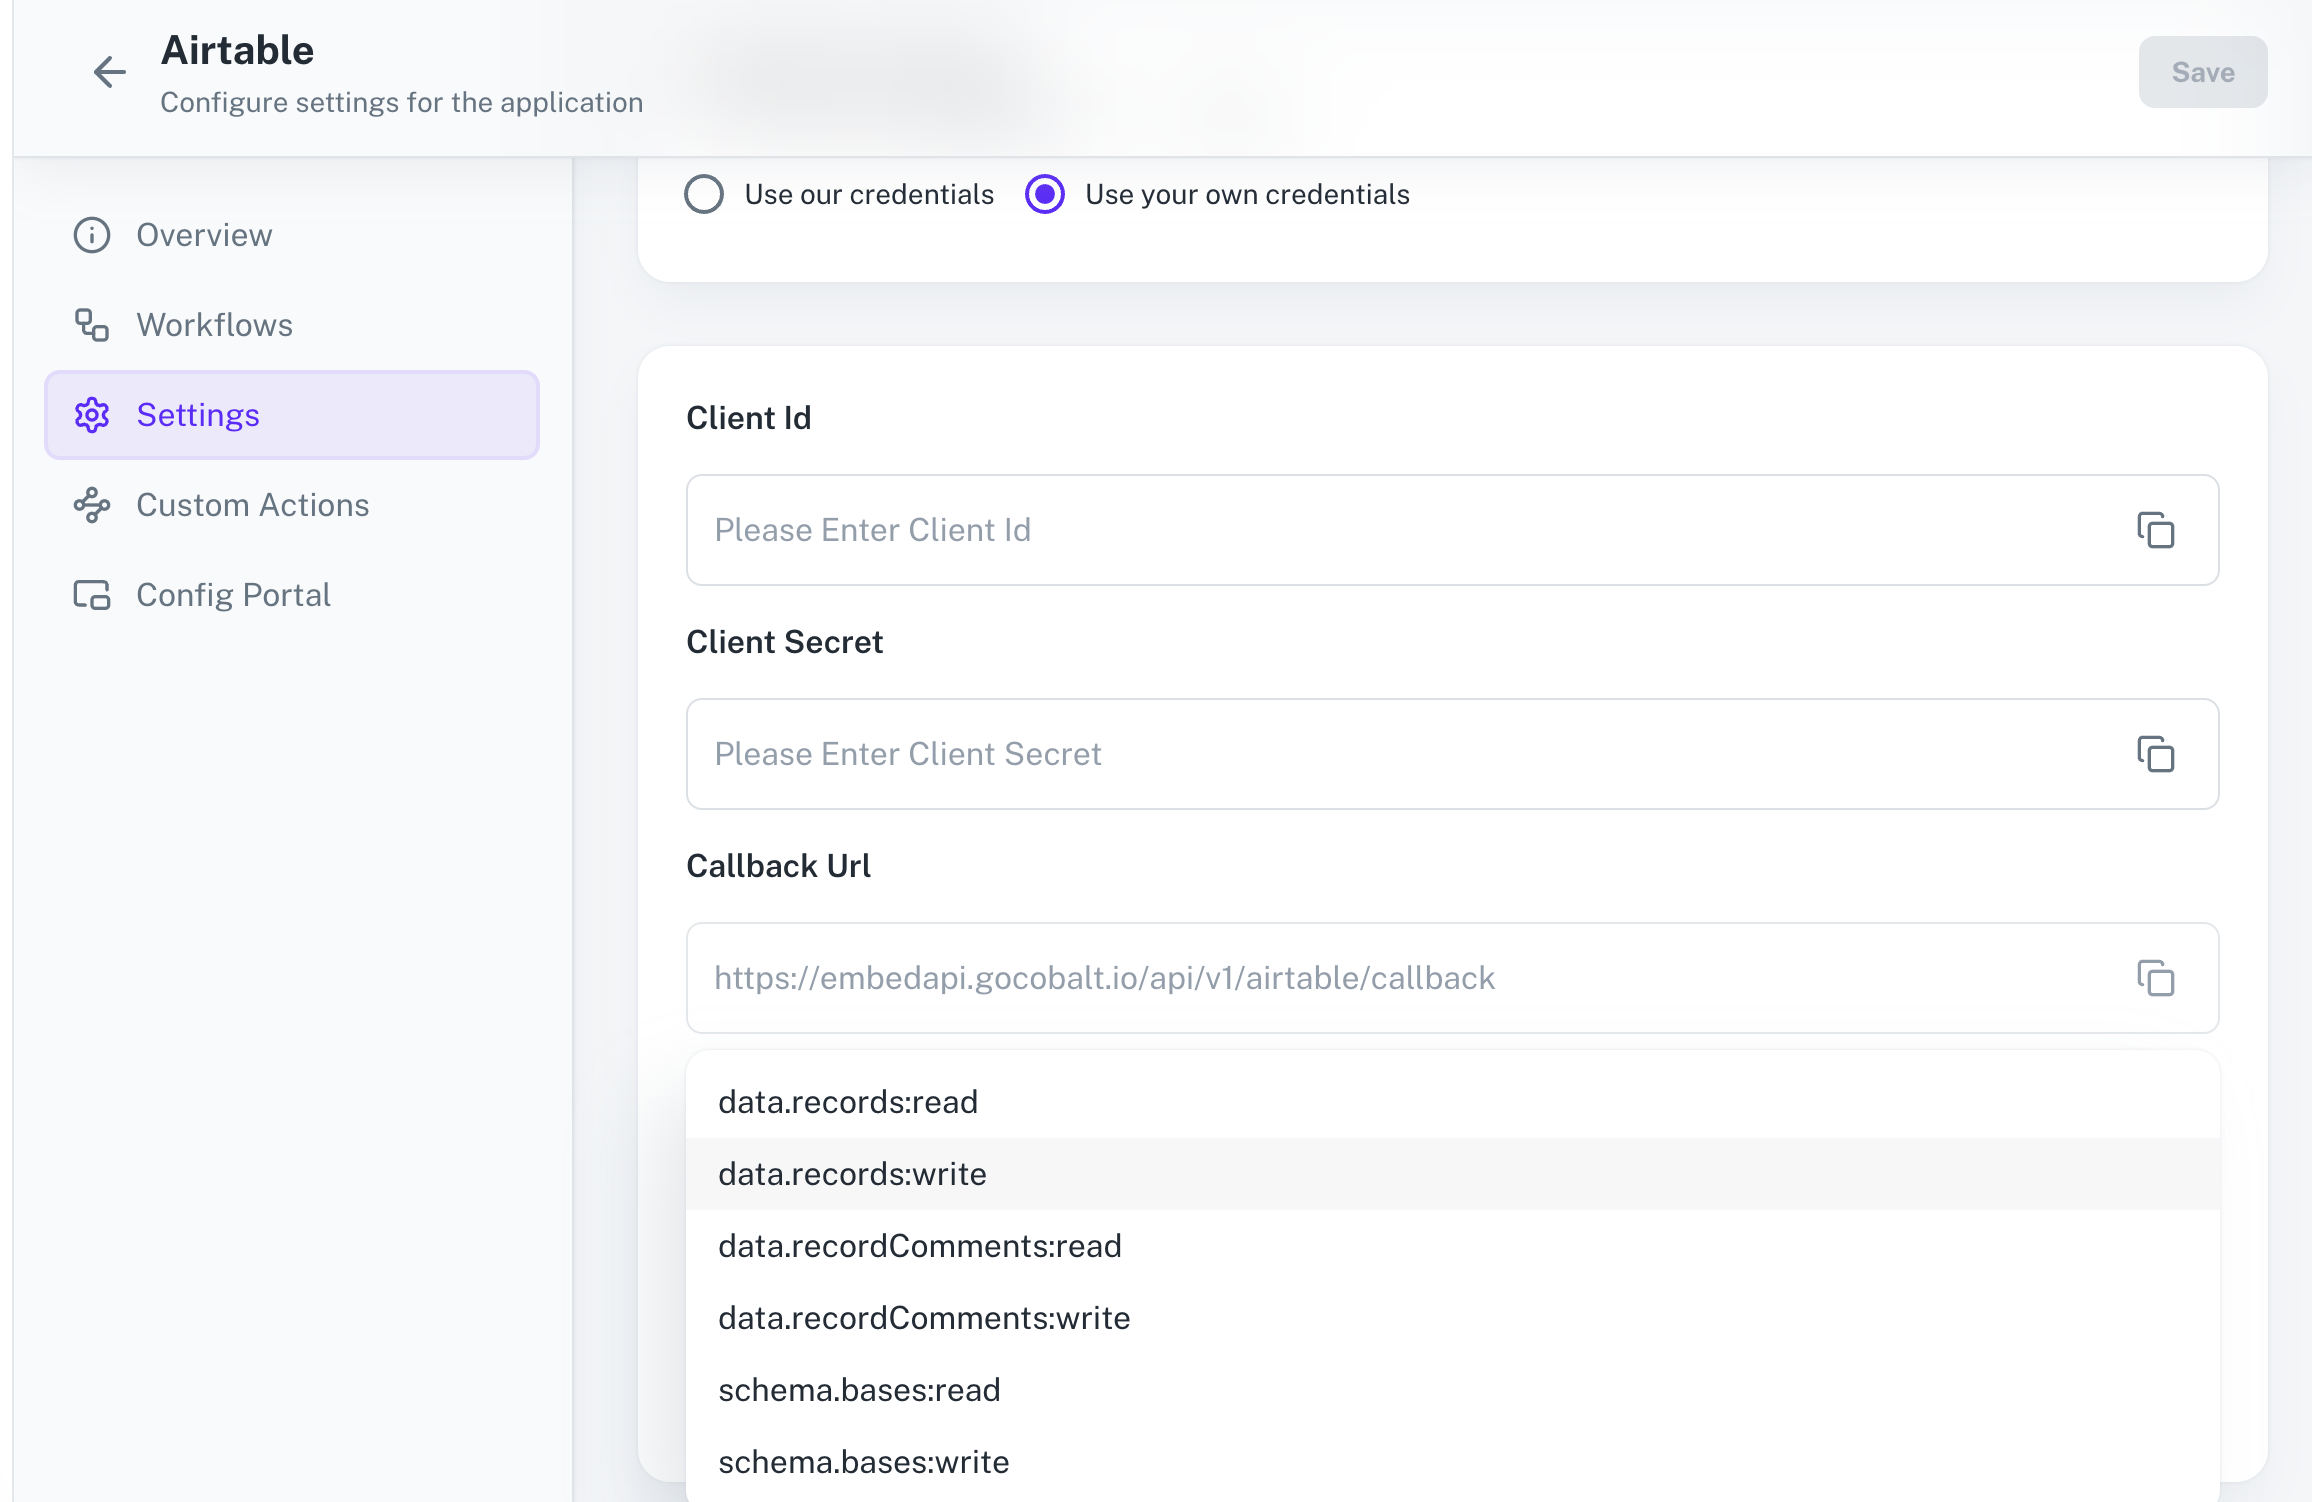 Airtable
Configure settings for the application
Save
Overview
Workflows
Settings
Custom Actions
Config Portal
Use our credentials
Use your own credentials
Client Id
Please Enter Client Id
Client Secret
Please Enter Client Secret
Callback Url
https://embedapi.gocobalt.io/api/v1/airtable/callback
data.records:read
data.records:write
data.recordComments:read
data.recordComments:write
schema.bases:read
schema.bases:write